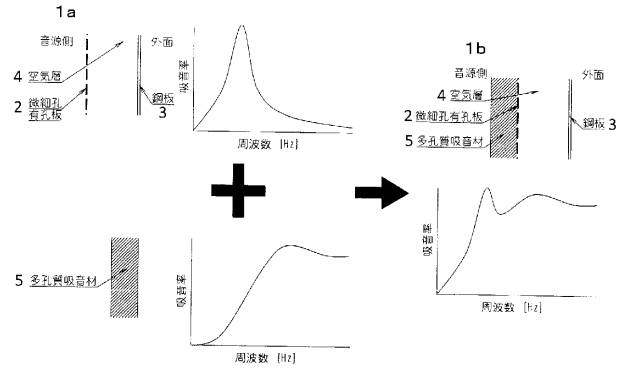 1a
音源側
外面
4 空気層
2 微細孔
有孔板
鋼板
3
吸音率
周波数 [Hz]
5 多孔質吸音材
吸音率
周波数 [Hz]
1b
音源側
外面
4 空気層
2 微細孔有孔板
5 多孔質吸音材
鋼板 3
吸音率
周波数 [Hz]